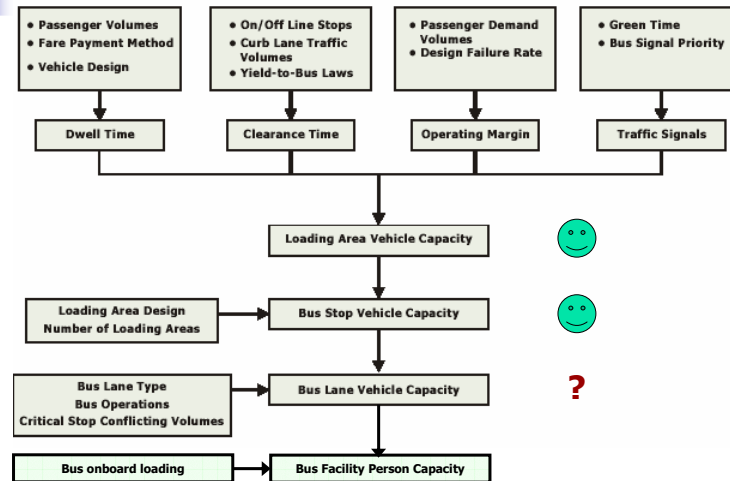 • Passenger Volumes
• Fare Payment Method
• Vehicle Design
• On/Off Line Stops
• Curb Lane Traffic
Volumes
• Yield-to-Bus Laws
• Passenger Demand
Volumes
• Design Failure Rate
• Green Time
• Bus Signal Priority
Dwell Time
Clearance Time
Operating Margin
Traffic Signals
Loading Area Vehicle Capacity
Loading Area Design
Number of Loading Areas
Bus Stop Vehicle Capacity
Bus Lane Type
Bus Operations
Critical Stop Conflicting Volumes
Bus Lane Vehicle Capacity
?
Bus onboard loading
Bus Facility Person Capacity